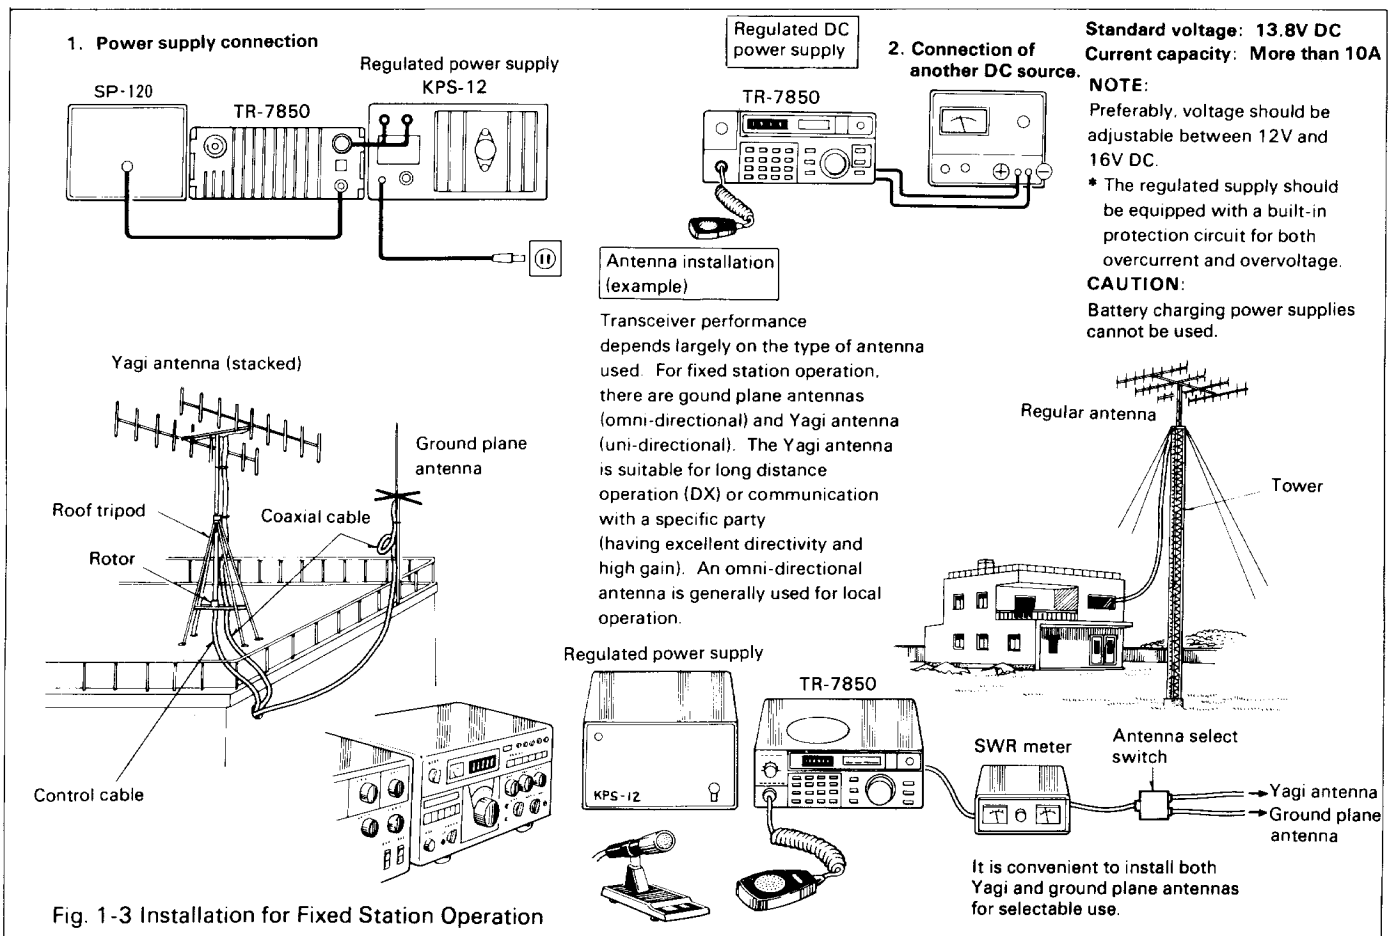 1. Power supply connection
Regulated power supply
KPS-12
SP-120
TR-7850
Regulated DC
power supply
2. Connection of
another DC source.
TR-7850
Standard voltage: 13.8V DC
Current capacity: More than 10A
NOTE:
Preferably, voltage should be
adjustable between 12V and
16V DC.
* The regulated supply should
be equipped with a built-in
protection circuit for both
overcurrent and overvoltage.
CAUTION:
Battery charging power supplies
cannot be used.
Antenna installation
(example)
Transceiver performance
depends largely on the type of antenna
used. For fixed station operation,
there are gound plane antennas
(omni-directional) and Yagi antenna
(uni-directional). The Yagi antenna
is suitable for long distance
operation (DX) or communication
with a specific party
(having excellent directivity and
high gain). An omni-directional
antenna is generally used for local
operation.
Yagi antenna (stacked)
Ground plane
antenna
Roof tripod
Coaxial cable
Rotor
Control cable
Regular antenna
Tower
Regulated power supply
KPS-12
TR-7850
SWR meter
Antenna select
switch
Yagi antenna
Ground plane
antenna
It is convenient to install both
Yagi and ground plane antennas
for selectable use.
Fig. 1-3 Installation for Fixed Station Operation